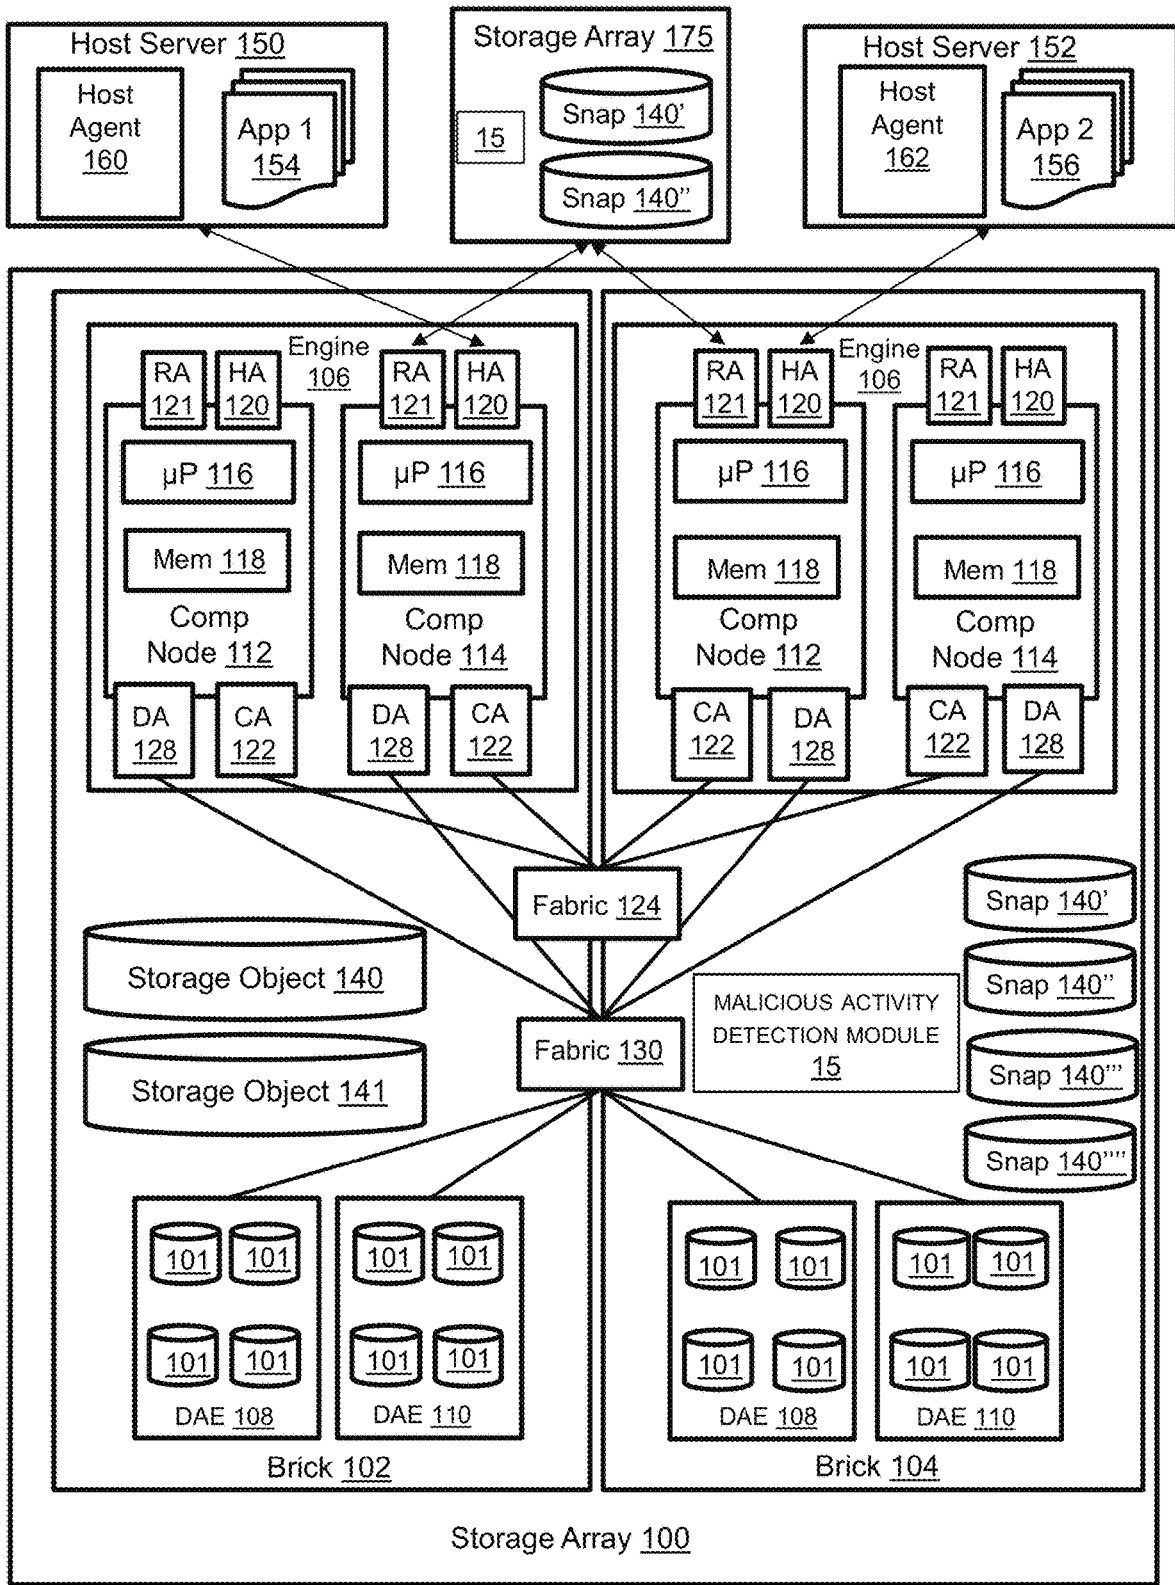 Host Server 150
Host
Agent
160
App 1
154
Storage Array 175
15
Snap 140'
Snap 140''
Host Server 152
Host
Agent
162
App 2
156
Engine
106
RA
121
HA
120
RA
121
HA
120
µP 116
µP 116
Mem 118
Mem 118
Comp
Node 112
Comp
Node 114
DA
128
CA
122
DA
128
CA
122
Engine
106
RA
121
HA
120
RA
121
HA
120
µP 116
µP 116
Mem 118
Mem 118
Comp
Node 112
Comp
Node 114
CA
122
DA
128
CA
122
DA
128
Fabric 124
Storage Object 140
Storage Object 141
Fabric 130
MALICIOUS ACTIVITY
DETECTION MODULE
15
Snap 140'
Snap 140''
Snap 140'''
Snap 140''''
101 101
101 101
DAE 108
101 101
101 101
DAE 110
Brick 102
101 101
101 101
DAE 108
101 101
101 101
DAE 110
Brick 104
Storage Array 100